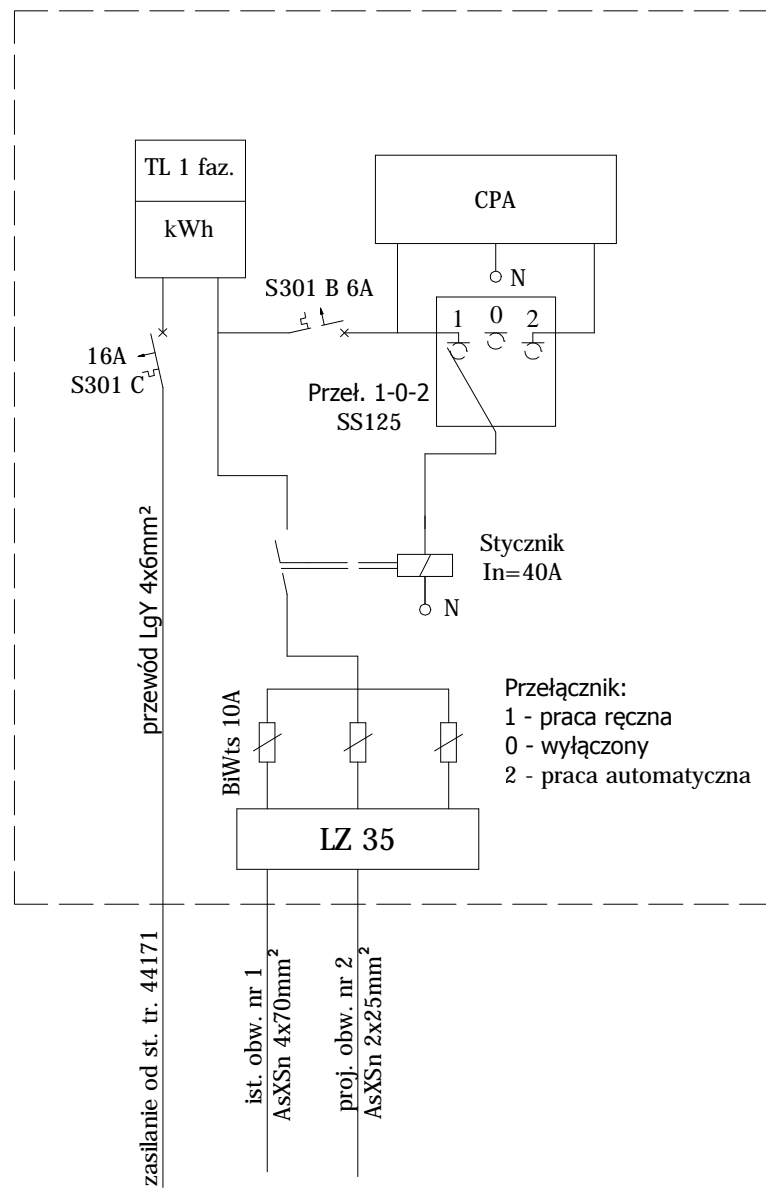 TL 1 faz.
kWh
CPA
N
S301 B 6A
1 0 2
16A
S301 C
Przeł. 1-0-2
SS125
przewód LgY 4x6mm²
Stycznik
In=40A
N
BiWts 10A
Przełącznik:
1 - praca ręczna
0 - wyłączony
2 - praca automatyczna
LZ 35
zasilanie od st. tr. 44171
ist. obw. nr 1
AsXSn 4x70mm²
proj. obw. nr 2
AsXSn 2x25mm²